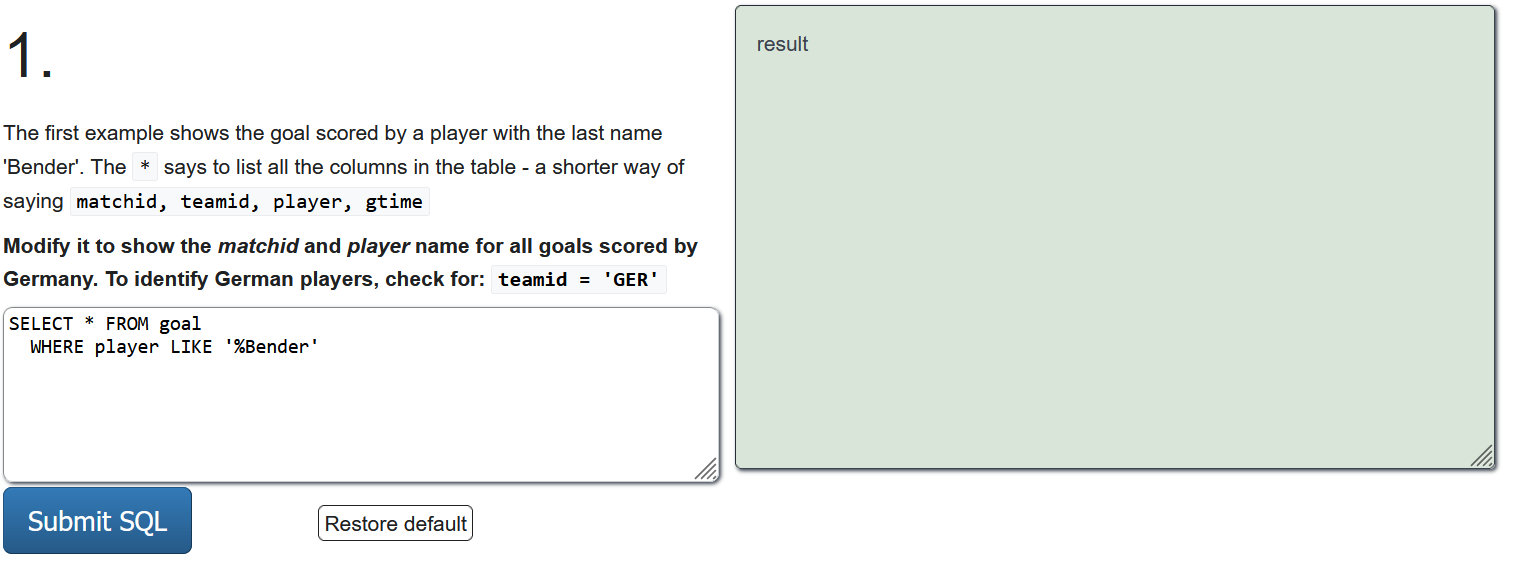 1.
The first example shows the goal scored by a player with the last name
'Bender'. The * says to list all the columns in the table - a shorter way of
saying matchid, teamid, player, gtime
Modify it to show the matchid and player name for all goals scored by
Germany. To identify German players, check for: teamid = 'GER'
SELECT * FROM goal
  WHERE player LIKE '%Bender'
Submit SQL
Restore default
result